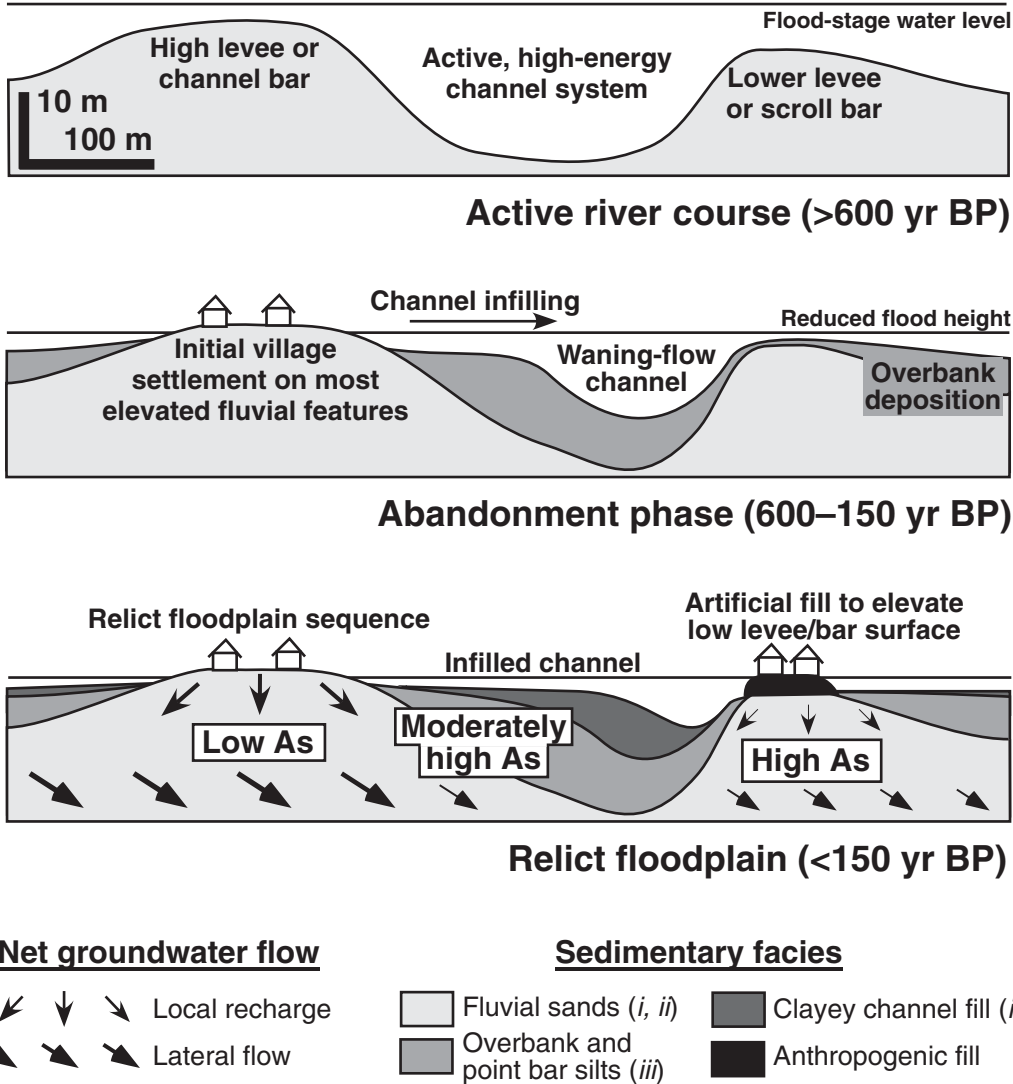 Flood-stage water level
High levee or
channel bar
Active, high-energy
channel system
Lower levee
or scroll bar
10 m
100 m
Active river course (>600 yr BP)
Channel infilling
Reduced flood height
Initial village
settlement on most
elevated fluvial features
Waning-flow
channel
Overbank
deposition
Abandonment phase (600–150 yr BP)
Relict floodplain sequence
Artificial fill to elevate
low levee/bar surface
Infilled channel
Low As
Moderately
high As
High As
Relict floodplain (<150 yr BP)
Net groundwater flow
Local recharge
Lateral flow
Sedimentary facies
Fluvial sands (i, ii)
Overbank and
point bar silts (iii)
Clayey channel fill (
Anthropogenic fill